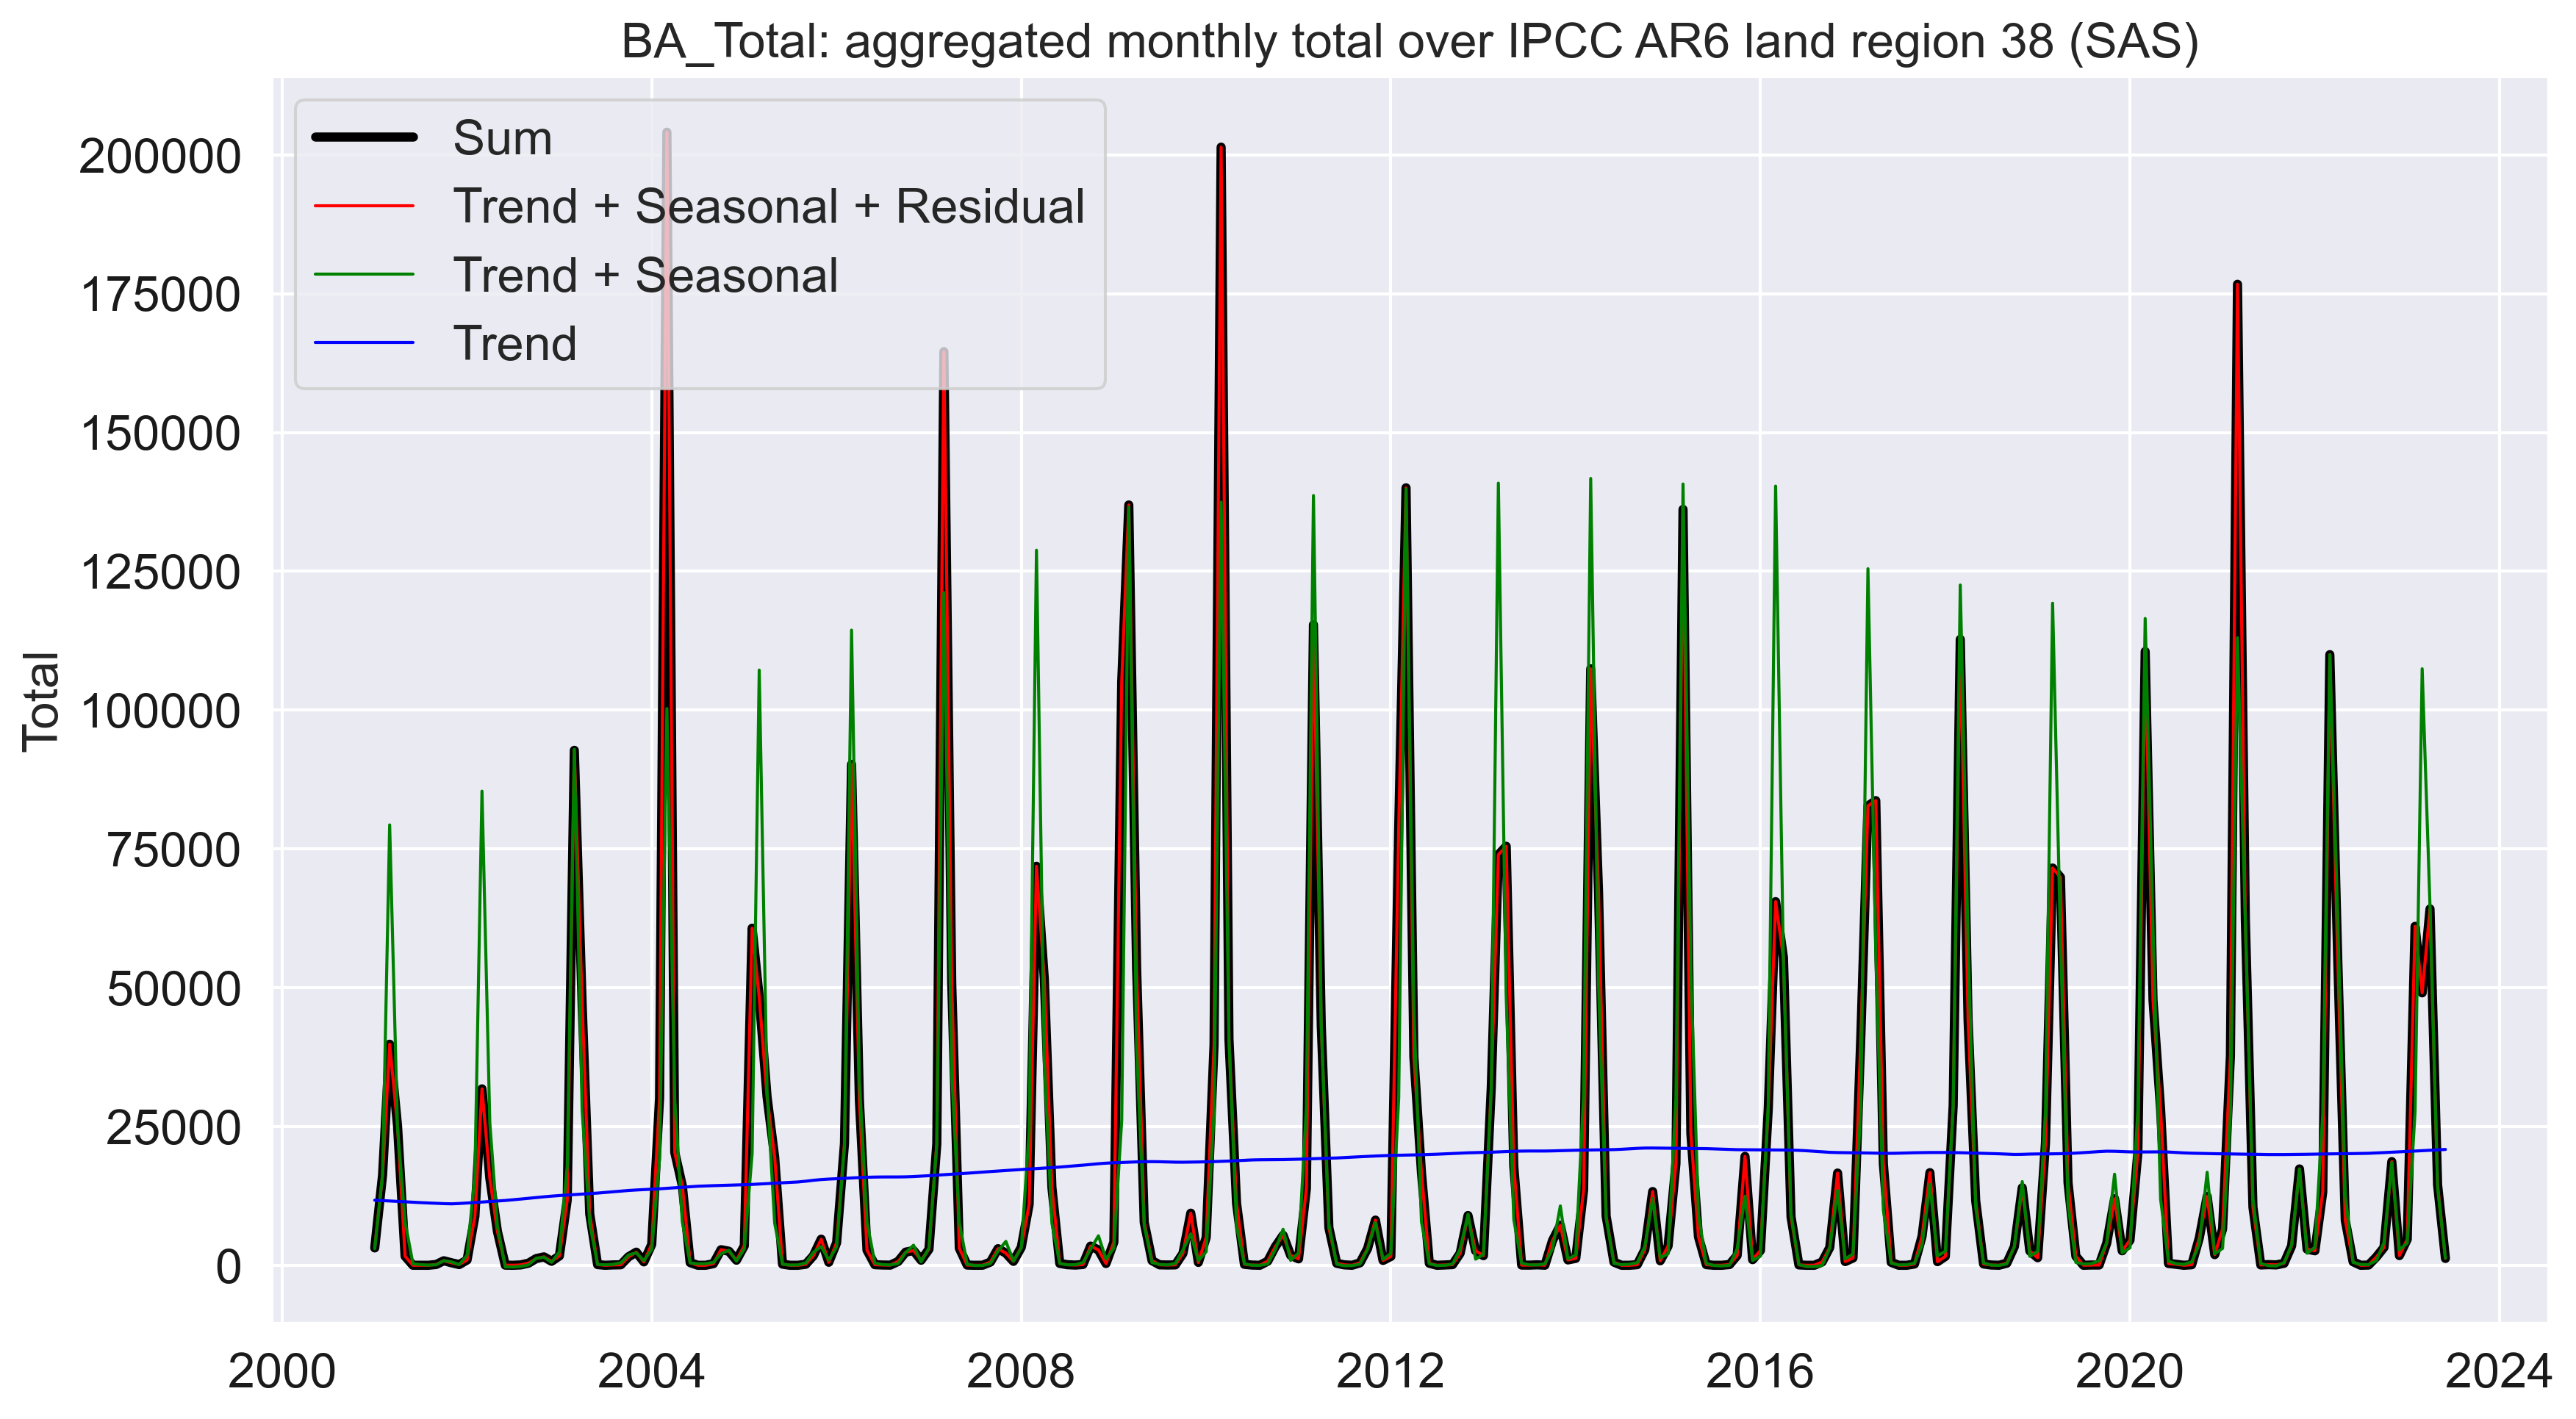 BA_Total: aggregated monthly total over IPCC AR6 land region 38 (SAS)
Sum
Trend + Seasonal + Residual
Trend + Seasonal
Trend
Total
200000
175000
150000
125000
100000
75000
50000
25000
0
2000 2004 2008 2012 2016 2020 2024